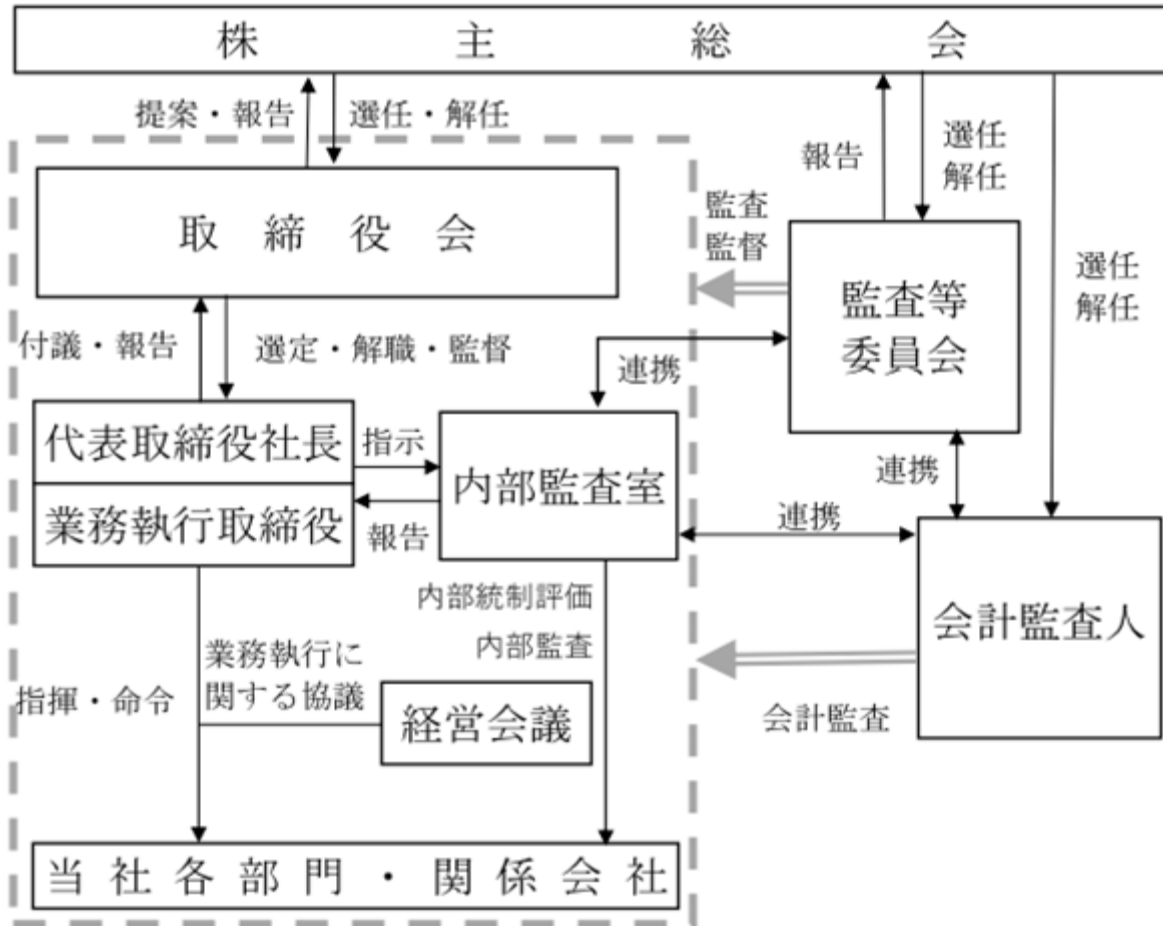 株主総会
提案・報告
選任・解任
報告
選任
解任
取締役会
監査
監督
監査等
委員会
選任
解任
付議・報告
選定・解職・監督
連携
代表取締役社長
指示
内部監査室
連携
業務執行取締役
報告
連携
会計監査人
内部統制評価
内部監査
業務執行に
関する協議
指揮・命令
経営会議
会計監査
当社各部門・関係会社